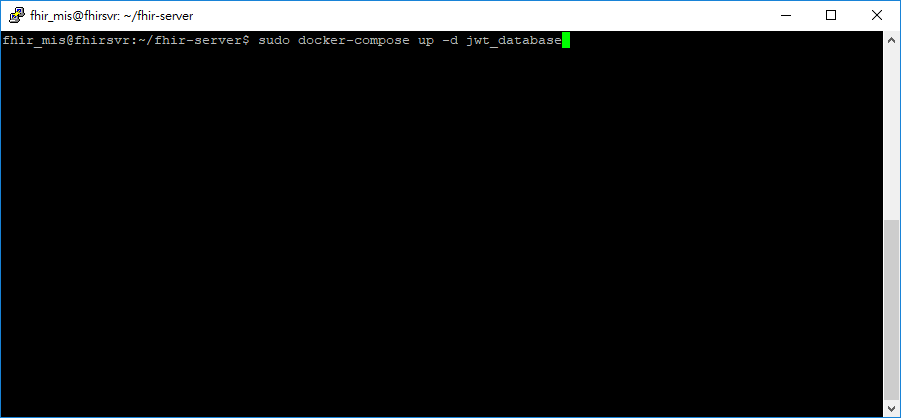 fhir_mis@fhirsvr: ~/fhir-server
fhir_mis@fhirsvr:~/fhir-server$ sudo docker-compose up -d jwt_database